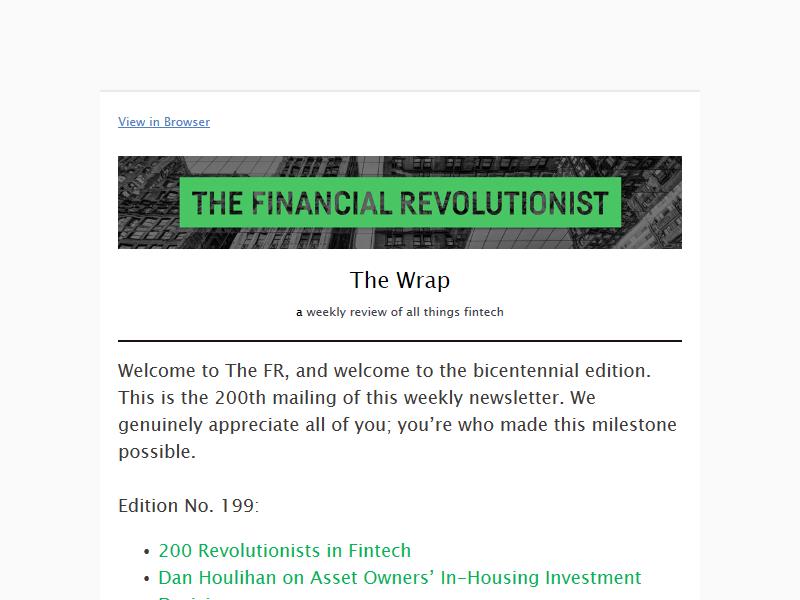 View in Browser
THE FINANCIAL REVOLUTIONIST
The Wrap
a weekly review of all things fintech
Welcome to The FR, and welcome to the bicentennial edition.
This is the 200th mailing of this weekly newsletter. We
genuinely appreciate all of you; you’re who made this milestone
possible.
Edition No. 199:
• 200 Revolutionists in Fintech
• Dan Houlihan on Asset Owners’ In-Housing Investment